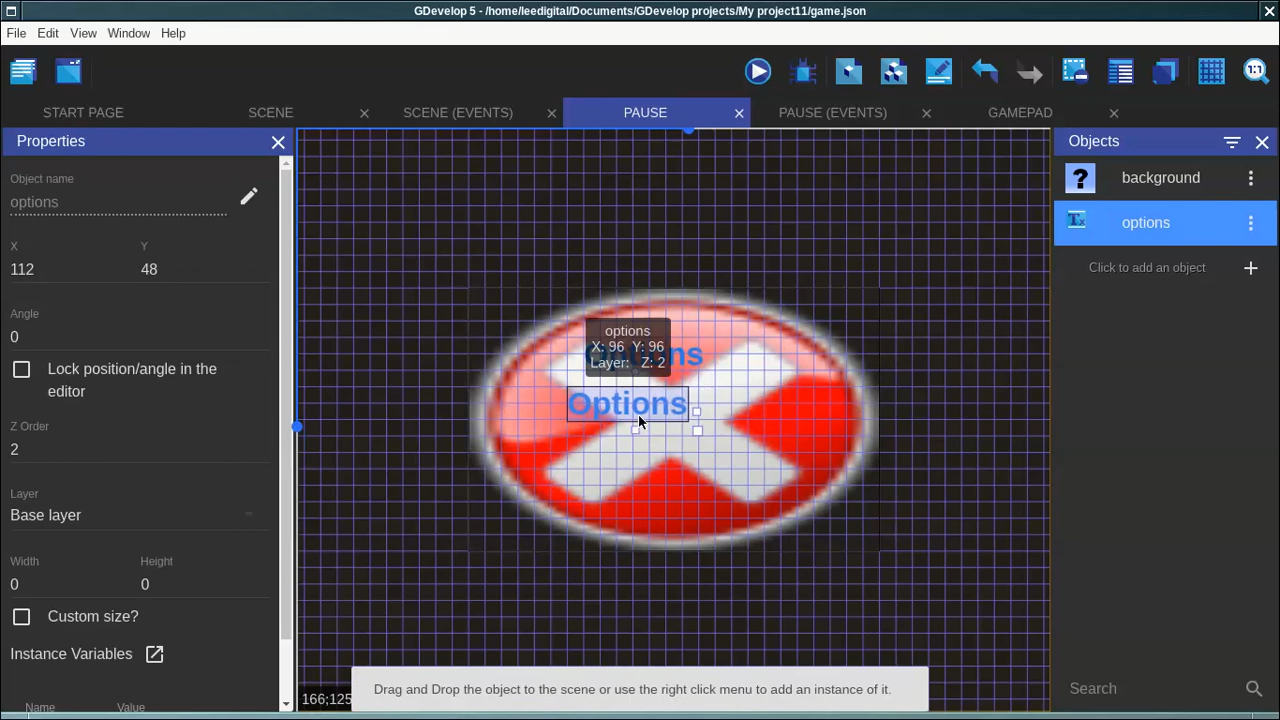 GDevelop 5 - /home/leedigital/Documents/GDevelop projects/My project11/game.json
File Edit View Window Help
1:1
START PAGE SCENE SCENE (EVENTS) PAUSE PAUSE (EVENTS) GAMEPAD
Properties
Object name
options
X Y
112 48
Angle
0
Lock position/angle in the
editor
Z Order
2
Layer
Base layer
Width Height
0 0
Custom size?
Instance Variables
Name Value
options
X: 96 Y: 96
Layer: Z: 2
Options
Options
166;125
Drag and Drop the object to the scene or use the right click menu to add an instance of it.
Objects
? background
Tx options
Click to add an object
Search